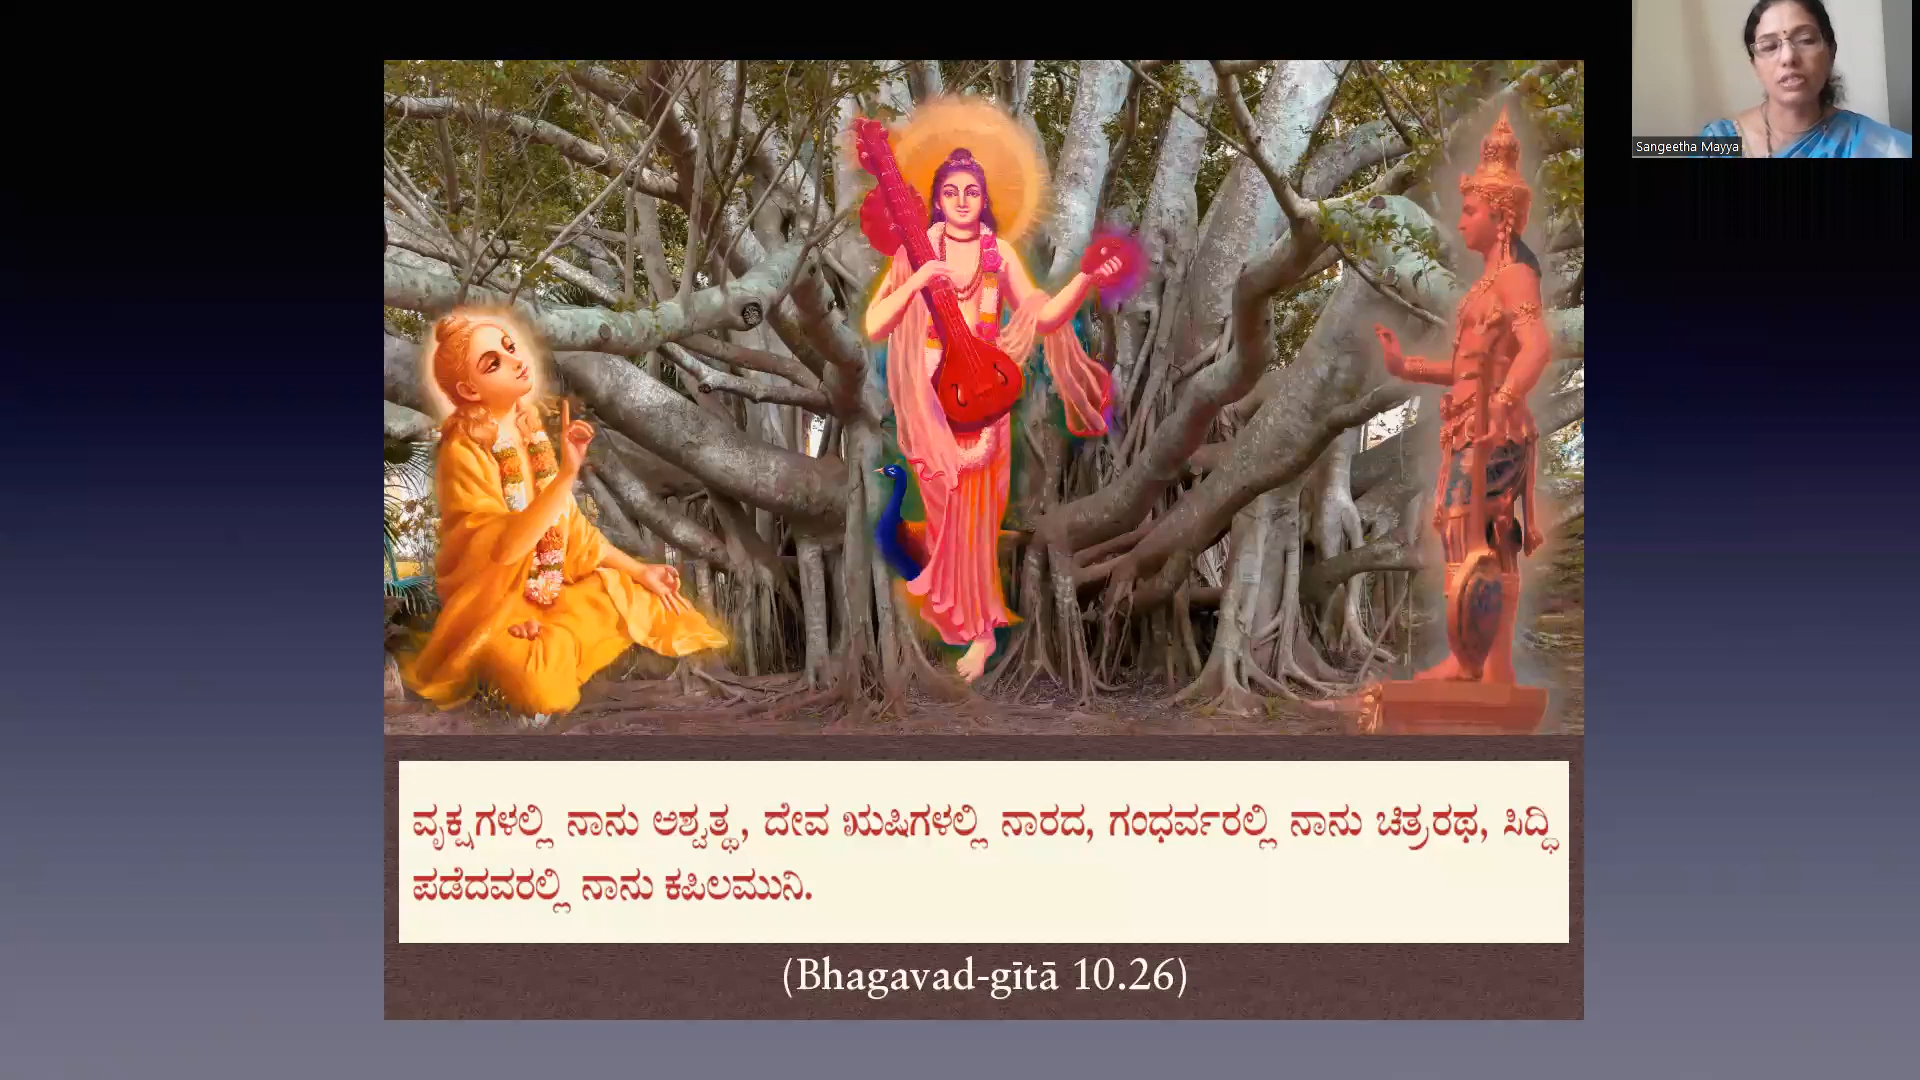 Sangeetha Mayya
ವೃಕ್ಷಗಳಲ್ಲಿ ನಾನು ಅಶ್ವತ್ಥ, ದೇವ ಋಷಿಗಳಲ್ಲಿ ನಾರದ, ಗಂಧರ್ವರಲ್ಲಿ ನಾನು ಚಿತ್ರರಥ, ಸಿದ್ಧಿ
ಪಡೆದವರಲ್ಲಿ ನಾನು ಕಪಿಲಮುನಿ.
(Bhagavad-gītā 10.26)